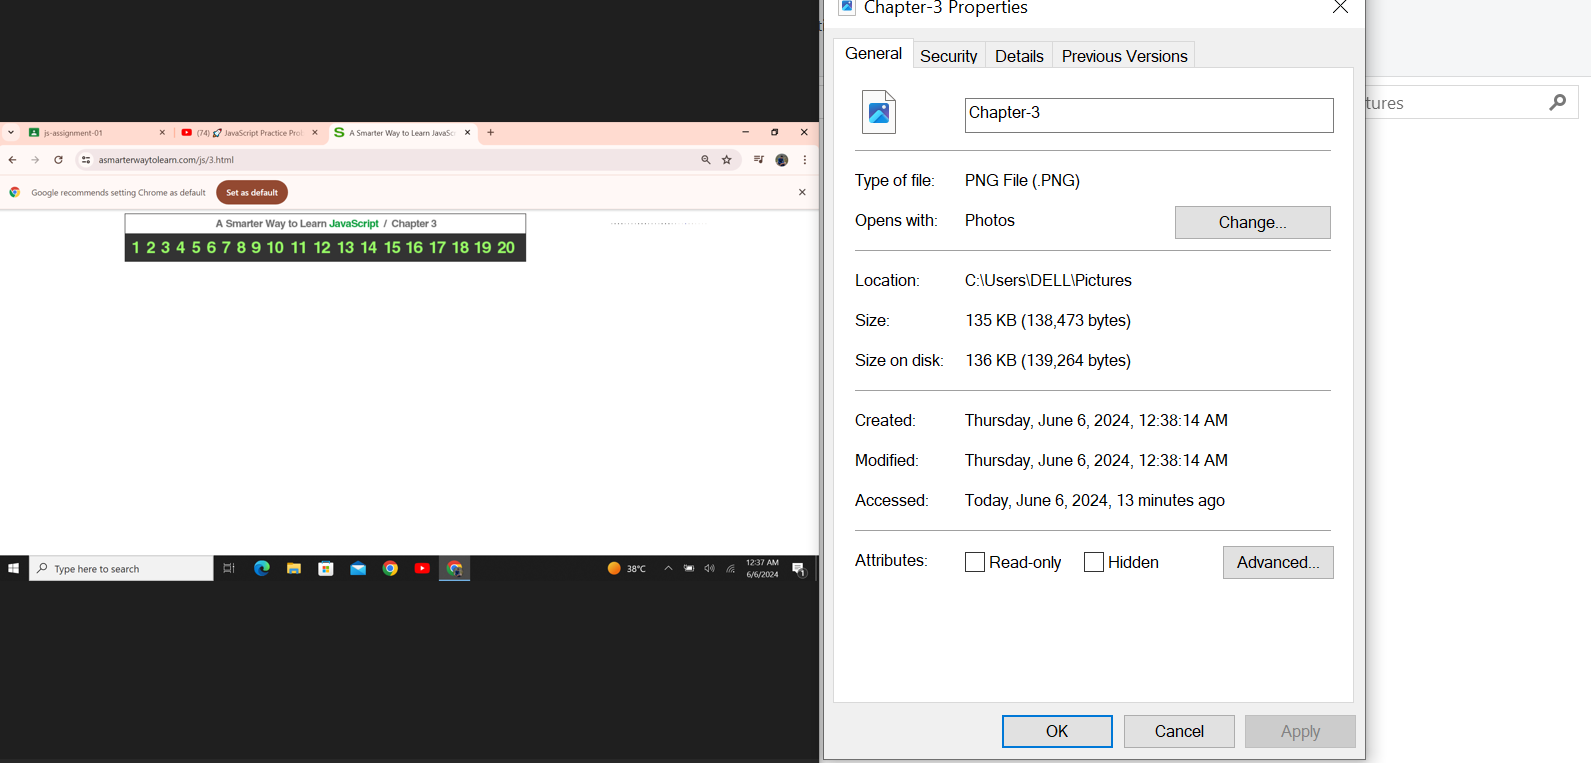 js-assignment-01
(74) 🚀 JavaScript Practice Prob
A Smarter Way to Learn JavaSc
asmarterwaytolearn.com/js/3.html
Google recommends setting Chrome as default
Set as default
A Smarter Way to Learn JavaScript / Chapter 3
1 2 3 4 5 6 7 8 9 10 11 12 13 14 15 16 17 18 19 20
Type here to search
38°C
12:37 AM
6/6/2024
1
Chapter-3 Properties
General
Security
Details
Previous Versions
Chapter-3
Type of file: PNG File (.PNG)
Opens with: Photos
Change...
Location: C:\Users\DELL\Pictures
Size: 135 KB (138,473 bytes)
Size on disk: 136 KB (139,264 bytes)
Created: Thursday, June 6, 2024, 12:38:14 AM
Modified: Thursday, June 6, 2024, 12:38:14 AM
Accessed: Today, June 6, 2024, 13 minutes ago
Attributes: Read-only Hidden
Advanced...
OK
Cancel
Apply
tures